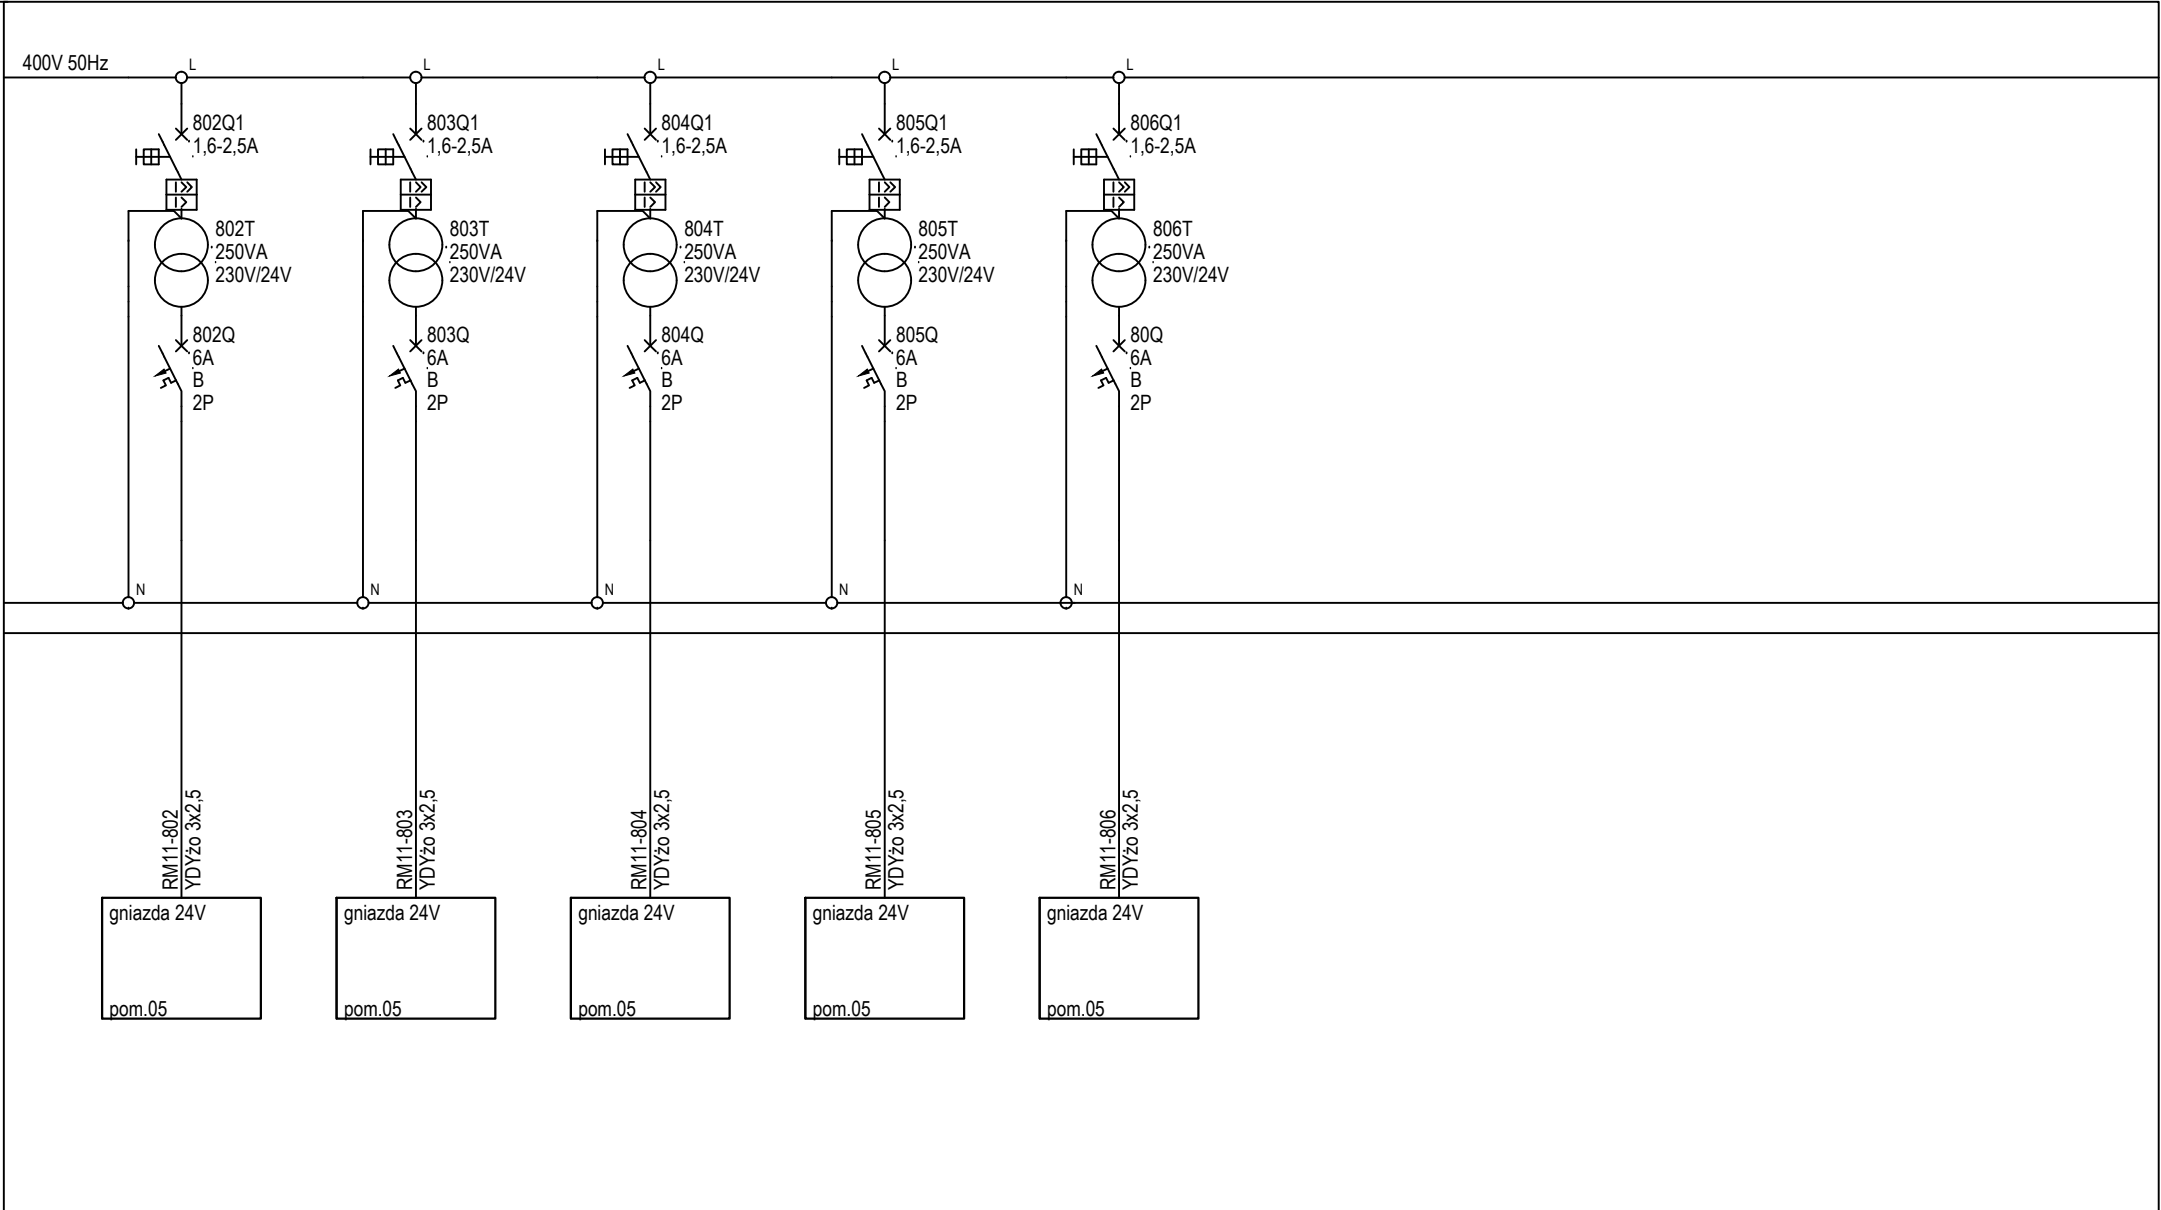 400V 50Hz
L
L
L
L
L
802Q1
1,6-2,5A
803Q1
1,6-2,5A
804Q1
1,6-2,5A
805Q1
1,6-2,5A
806Q1
1,6-2,5A
I>>
I>
I>>
I>
I>>
I>
I>>
I>
I>>
I>
802T
250VA
230V/24V
803T
250VA
230V/24V
804T
250VA
230V/24V
805T
250VA
230V/24V
806T
250VA
230V/24V
802Q
6A
B
2P
803Q
6A
B
2P
804Q
6A
B
2P
805Q
6A
B
2P
80Q
6A
B
2P
N
N
N
N
N
RM11-802
YDYżo 3x2,5
RM11-803
YDYżo 3x2,5
RM11-804
YDYżo 3x2,5
RM11-805
YDYżo 3x2,5
RM11-806
YDYżo 3x2,5
gniazda 24V
pom.05
gniazda 24V
pom.05
gniazda 24V
pom.05
gniazda 24V
pom.05
gniazda 24V
pom.05